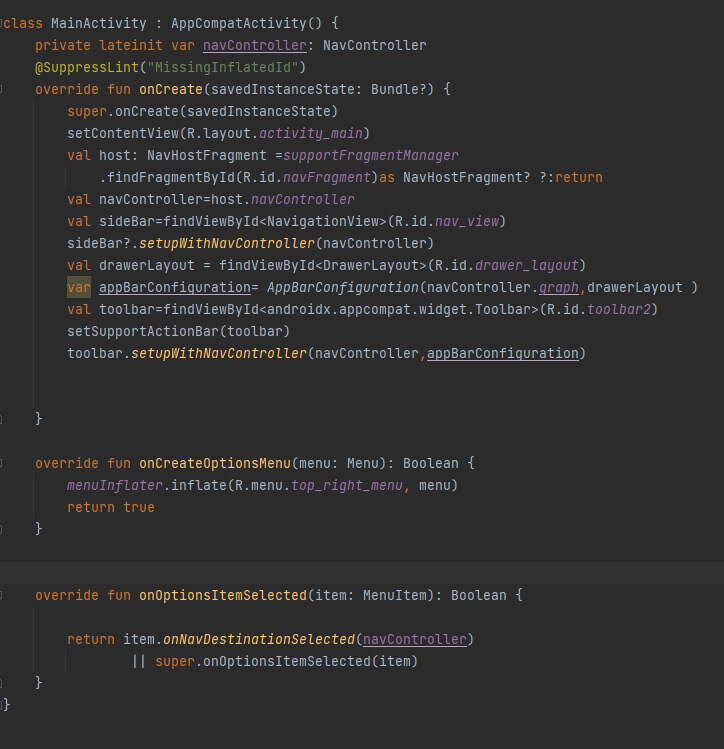 class MainActivity : AppCompatActivity() {
    private lateinit var navController: NavController
    @SuppressLint("MissingInflatedId")
    override fun onCreate(savedInstanceState: Bundle?) {
        super.onCreate(savedInstanceState)
        setContentView(R.layout.activity_main)
        val host: NavHostFragment =supportFragmentManager
            .findFragmentById(R.id.navFragment)as NavHostFragment? ?:return
        val navController=host.navController
        val sideBar=findViewById<NavigationView>(R.id.nav_view)
        sideBar?.setupWithNavController(navController)
        val drawerLayout = findViewById<DrawerLayout>(R.id.drawer_layout)
        var appBarConfiguration= AppBarConfiguration(navController.graph,drawerLayout )
        val toolbar=findViewById<androidx.appcompat.widget.Toolbar>(R.id.toolbar2)
        setSupportActionBar(toolbar)
        toolbar.setupWithNavController(navController,appBarConfiguration)
    }
    override fun onCreateOptionsMenu(menu: Menu): Boolean {
        menuInflater.inflate(R.menu.top_right_menu, menu)
        return true
    }
    override fun onOptionsItemSelected(item: MenuItem): Boolean {
        return item.onNavDestinationSelected(navController)
                || super.onOptionsItemSelected(item)
    }
}